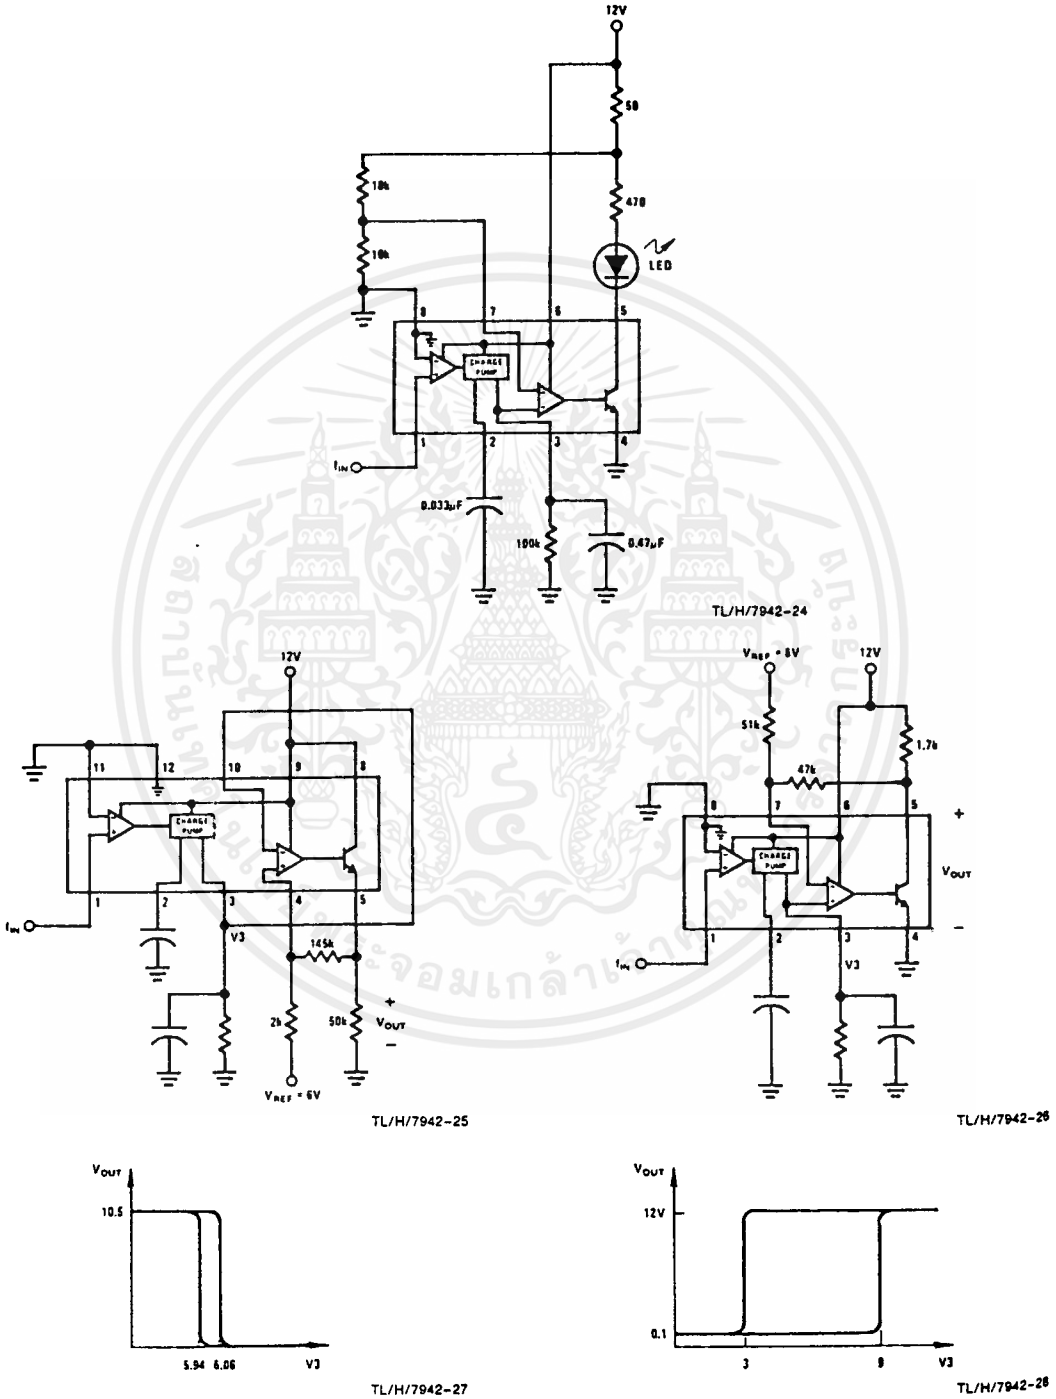 12V
50
10k
470
10k
LED
8 7 6 5
CHARGE
PUMP
1 2 3 4
fIN
0.033µF
100k
0.47µF
TL/H/7942-24
12V
11 12 10 9 8
CHARGE
PUMP
1 2 3 4 5
fIN
V3
145k
2k
50k
+
VOUT
−
VREF = 6V
TL/H/7942-25
VREF = 8V
12V
51k
1.7k
47k
8 7 6 5
+
CHARGE
PUMP
VOUT
1 2 3 4
−
fIN
V3
TL/H/7942-26
VOUT
10.5
5.94 6.06 V3
TL/H/7942-27
VOUT
12V
0.1
3 9 V3
TL/H/7942-28